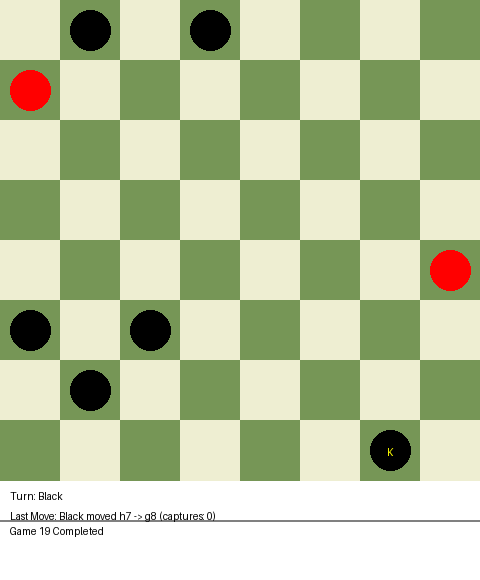 K
Turn: Black
Last Move: Black moved h7 -> g8 (captures: 0)
Game 19 Completed